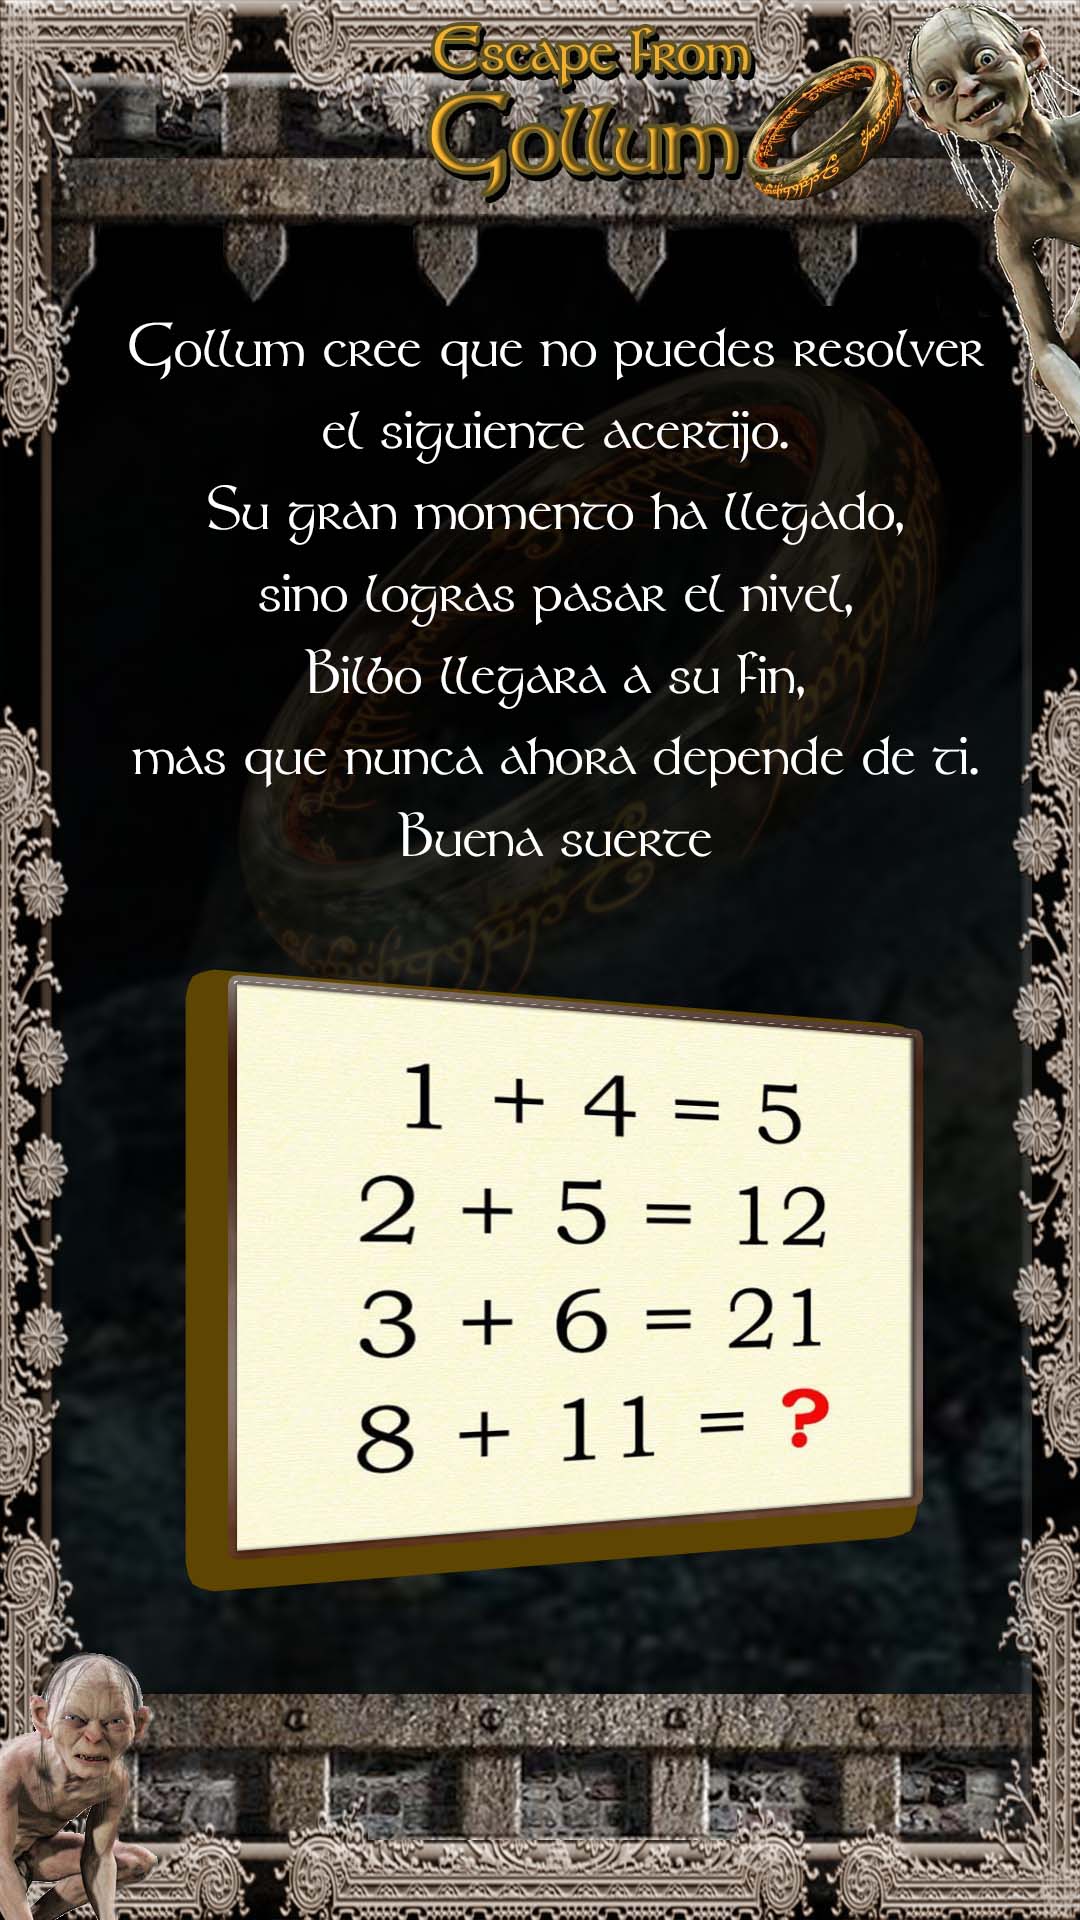 Escape from
Gollum
Gollum cree que no puedes resolver
el siguiente acertijo.
Su gran momento ha llegado,
sino logras pasar el nivel,
Bilbo llegara a su fin,
mas que nunca ahora depende de ti.
Buena suerte
1 + 4 = 5
2 + 5 = 12
3 + 6 = 21
8 + 11 = ?